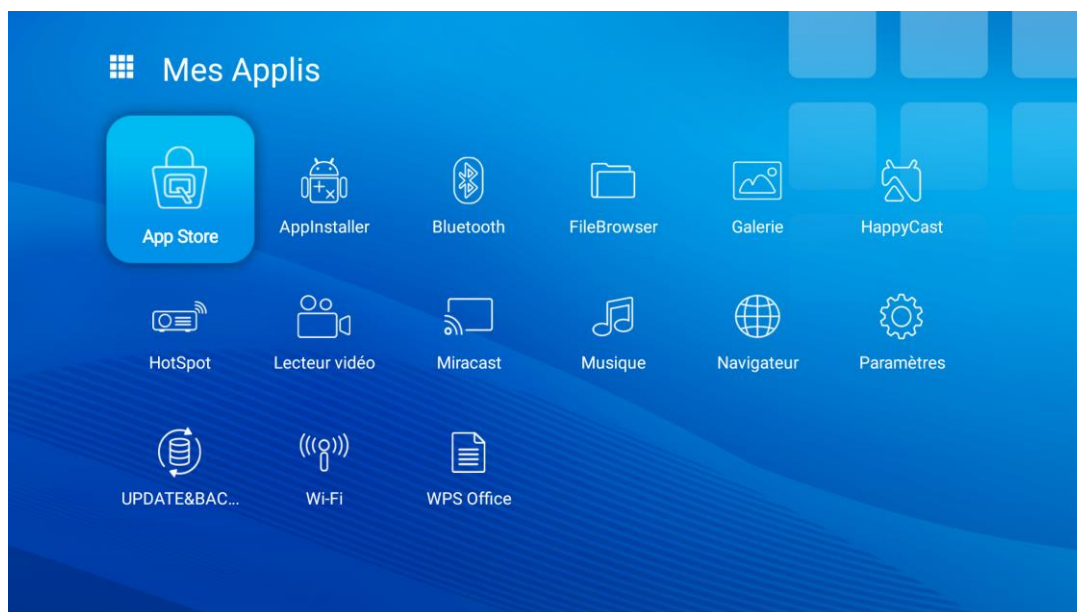 Mes Applis
App Store
AppInstaller
Bluetooth
FileBrowser
Galerie
HappyCast
HotSpot
Lecteur vidéo
Miracast
Musique
Navigateur
Paramètres
UPDATE&BAC...
Wi-Fi
WPS Office